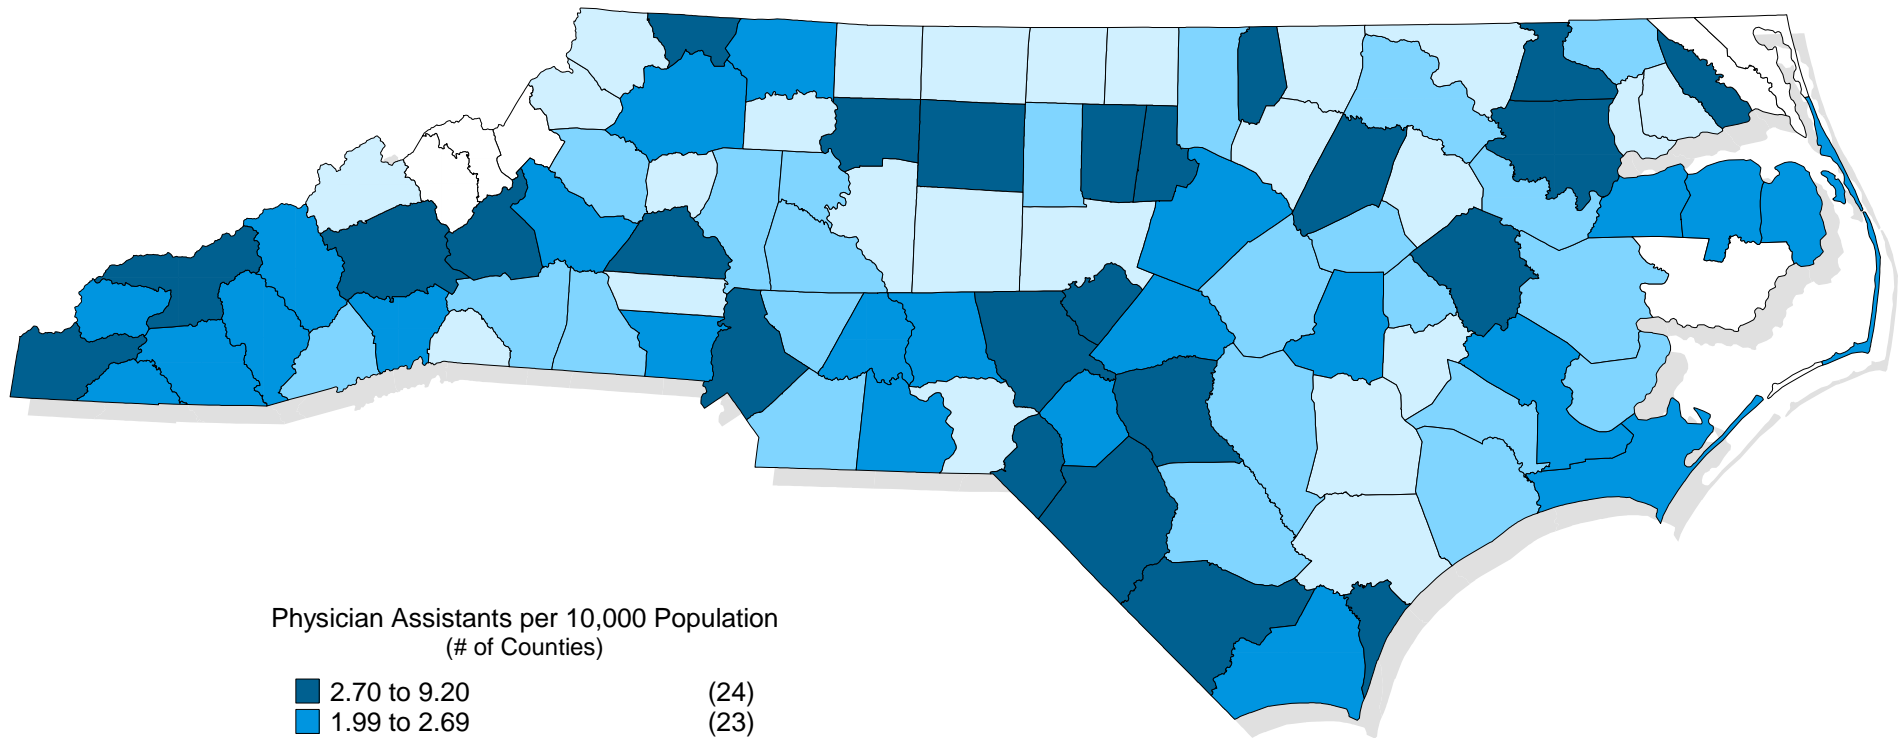 Physician Assistants per 10,000 Population
(# of Counties)
2.70 to 9.20 (24)
1.99 to 2.69 (23)